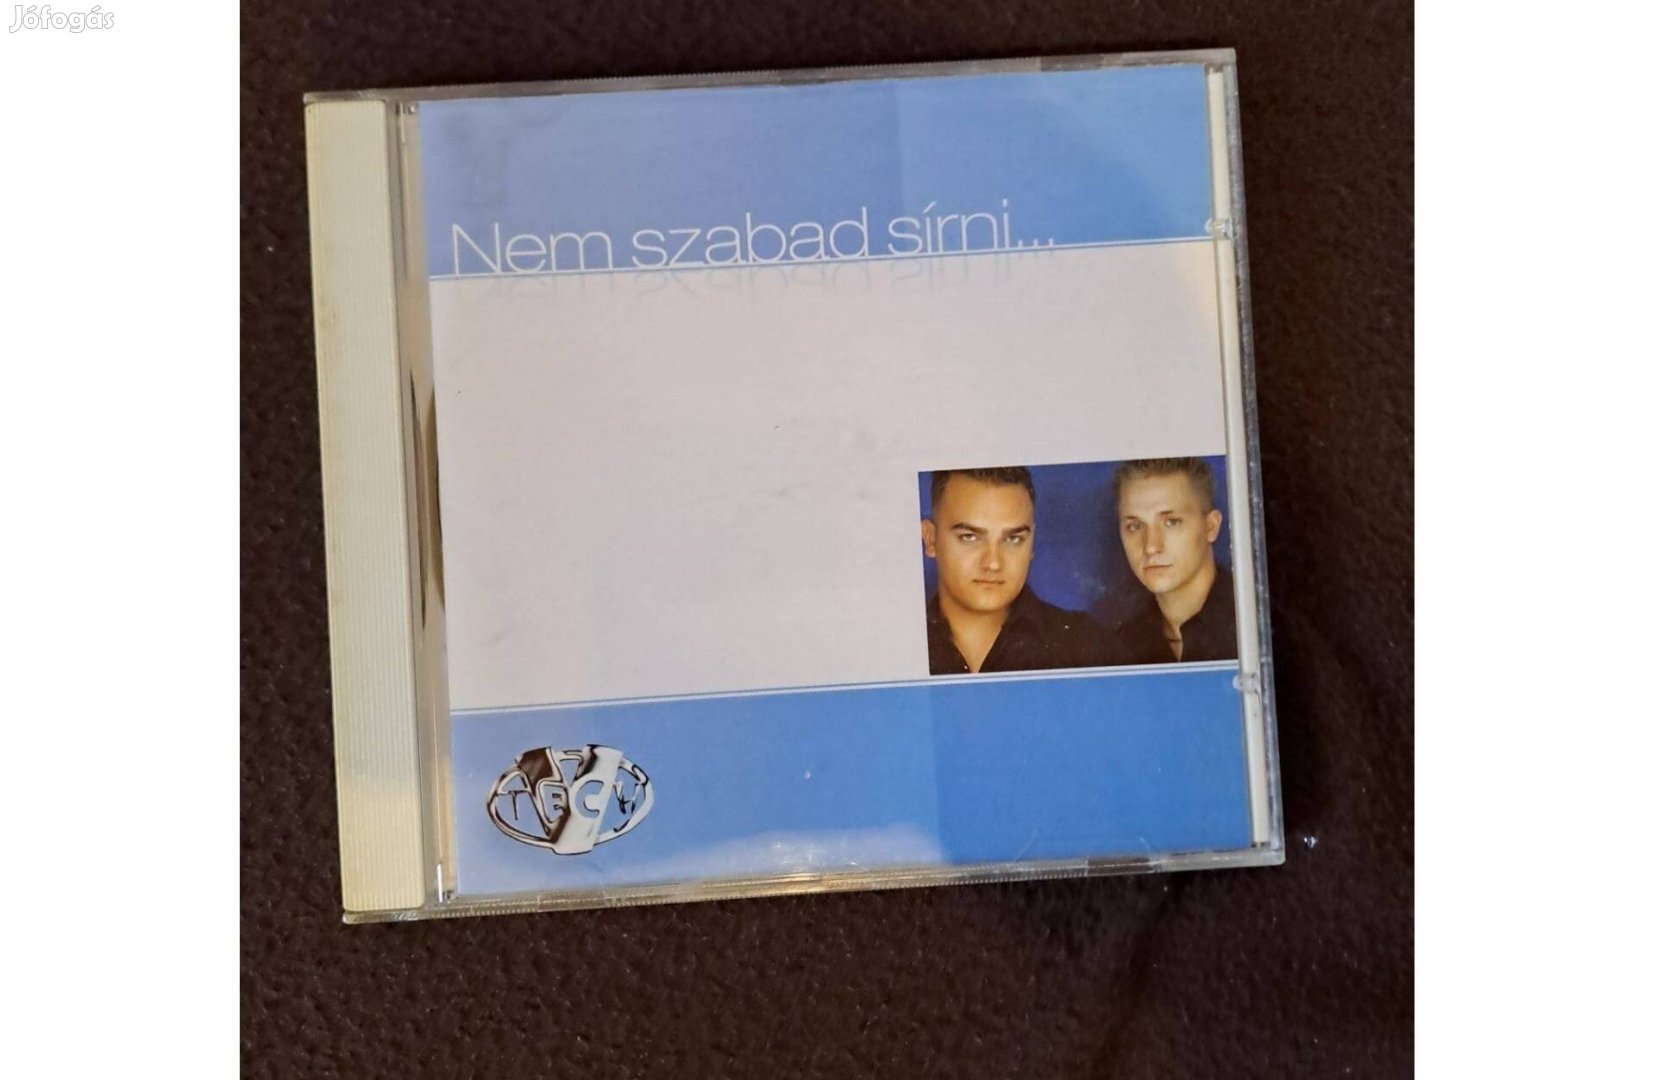 Jófogás
Nem szabad sírni...
TECH